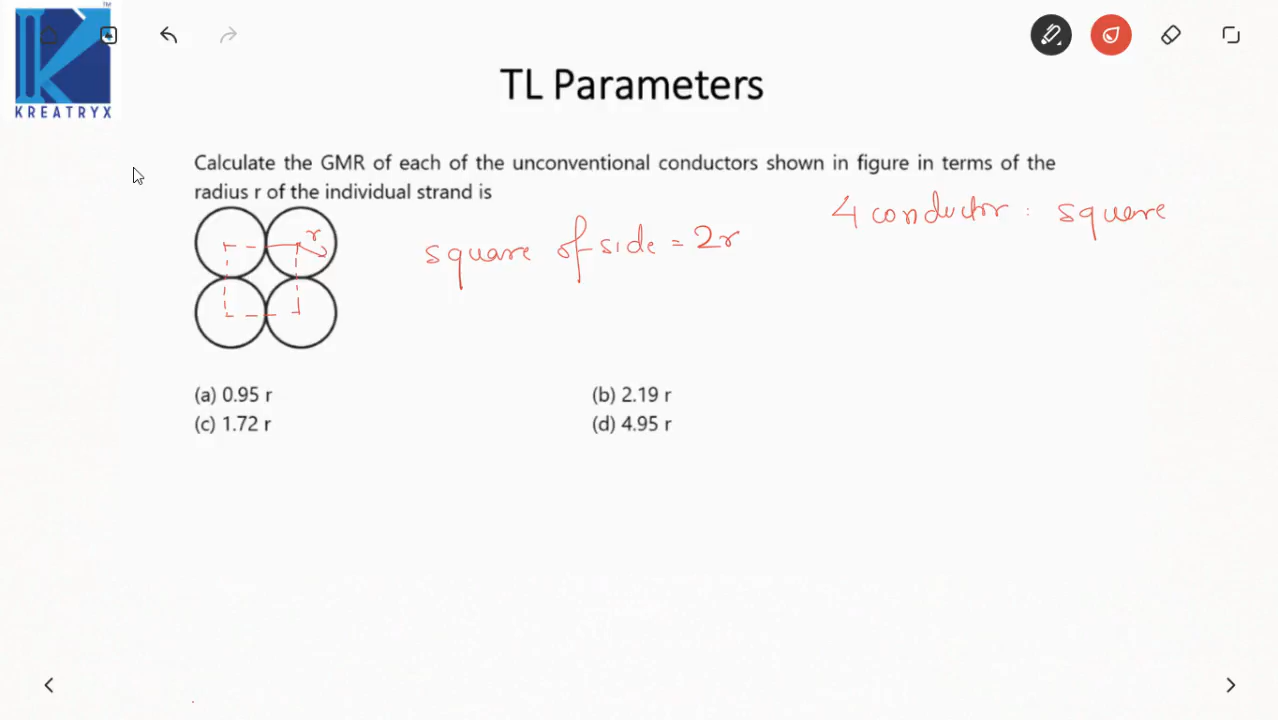 TM
KREATRYX
TL Parameters
Calculate the GMR of each of the unconventional conductors shown in figure in terms of the
radius r of the individual strand is
4 conductor : square
r
square of side = 2r
(a) 0.95 r
(b) 2.19 r
(c) 1.72 r
(d) 4.95 r